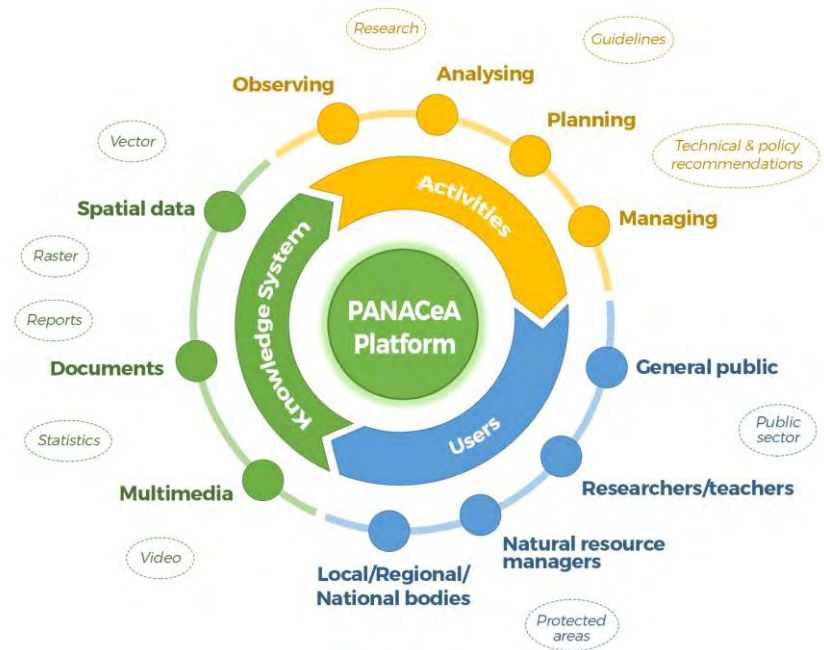 Research
Guidelines
Observing
Analysing
Planning
Technical & policy
recommendations
Managing
Vector
Spatial data
Raster
Reports
Documents
Statistics
Multimedia
Video
Activities
Knowledge System
PANACeA
Platform
Users
General public
Public
sector
Researchers/teachers
Natural resource
managers
Local/Regional/
National bodies
Protected
areas